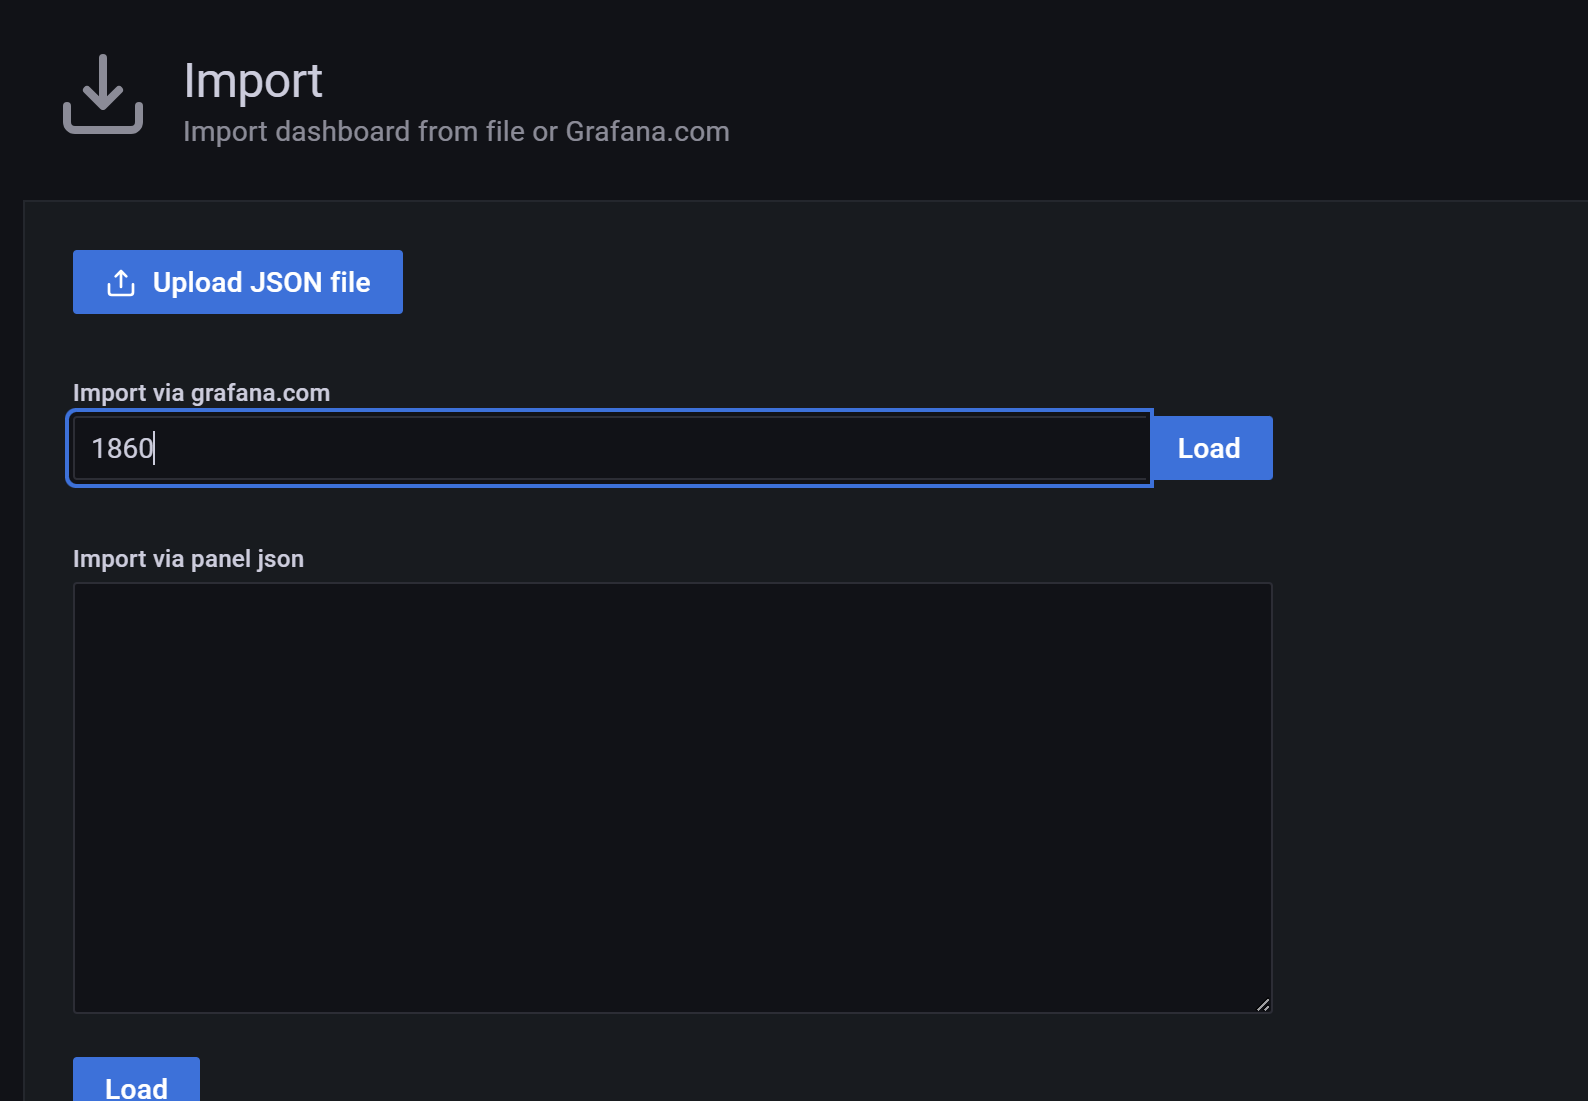 Import
Import dashboard from file or Grafana.com
Upload JSON file
Import via grafana.com
1860
Load
Import via panel json
Load